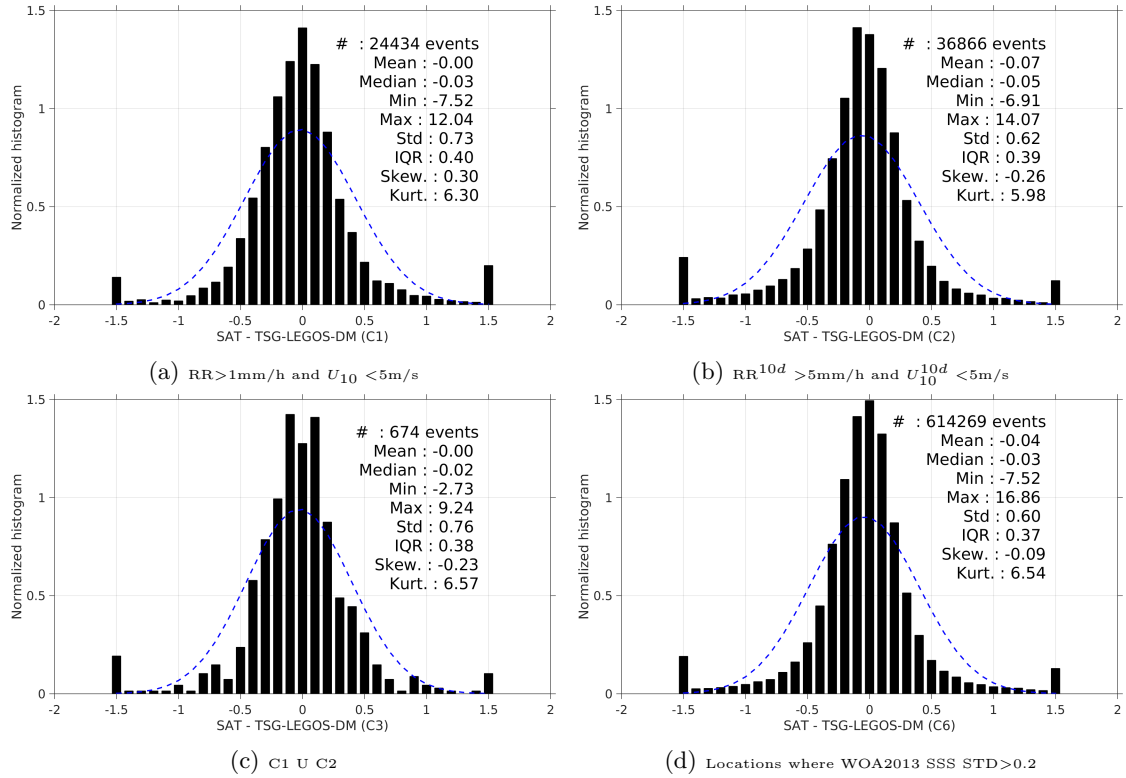 1.5
1
0.5
0
Normalized histogram
# : 24434 events
Mean : -0.00
Median : -0.03
Min : -7.52
Max : 12.04
Std : 0.73
IQR : 0.40
Skew. : 0.30
Kurt. : 6.30
-2 -1.5 -1 -0.5 0 0.5 1 1.5 2
SAT - TSG-LEGOS-DM (C1)
(a) RR>1mm/h and U10 <5m/s
1.5
1
0.5
0
Normalized histogram
# : 36866 events
Mean : -0.07
Median : -0.05
Min : -6.91
Max : 14.07
Std : 0.62
IQR : 0.39
Skew. : -0.26
Kurt. : 5.98
-2 -1.5 -1 -0.5 0 0.5 1 1.5 2
SAT - TSG-LEGOS-DM (C2)
(b) RR^10d >5mm/h and U10^10d <5m/s
1.5
1
0.5
0
Normalized histogram
# : 674 events
Mean : -0.00
Median : -0.02
Min : -2.73
Max : 9.24
Std : 0.76
IQR : 0.38
Skew. : -0.23
Kurt. : 6.57
-2 -1.5 -1 -0.5 0 0.5 1 1.5 2
SAT - TSG-LEGOS-DM (C3)
(c) C1 U C2
1.5
1
0.5
0
Normalized histogram
# : 614269 events
Mean : -0.04
Median : -0.03
Min : -7.52
Max : 16.86
Std : 0.60
IQR : 0.37
Skew. : -0.09
Kurt. : 6.54
-2 -1.5 -1 -0.5 0 0.5 1 1.5 2
SAT - TSG-LEGOS-DM (C6)
(d) Locations where WOA2013 SSS STD>0.2